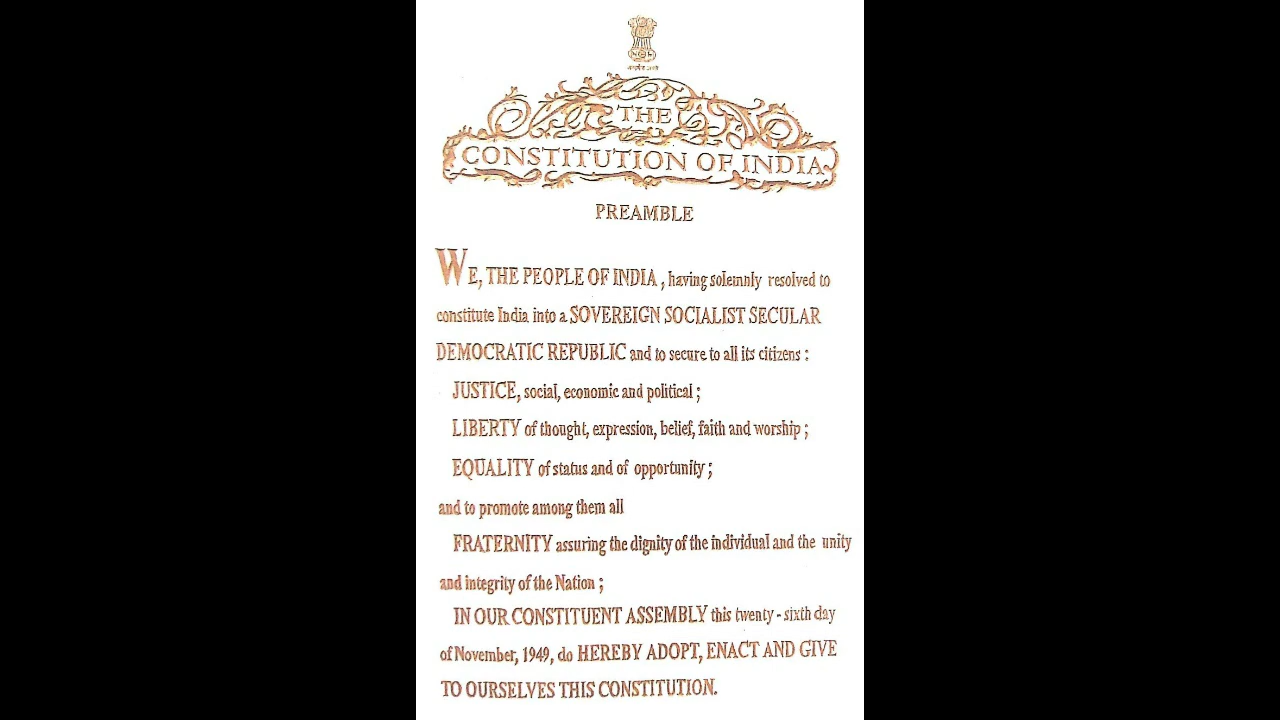 THE
CONSTITUTION OF INDIA
PREAMBLE
WE, THE PEOPLE OF INDIA , having solemnly resolved to
constitute India into a SOVEREIGN SOCIALIST SECULAR
DEMOCRATIC REPUBLIC and to secure to all its citizens :
JUSTICE, social, economic and political ;
LIBERTY of thought, expression, belief, faith and worship ;
EQUALITY of status and of opportunity ;
and to promote among them all
FRATERNITY assuring the dignity of the individual and the unity
and integrity of the Nation ;
IN OUR CONSTITUENT ASSEMBLY this twenty - sixth day
of November, 1949, do HEREBY ADOPT, ENACT AND GIVE
TO OURSELVES THIS CONSTITUTION.